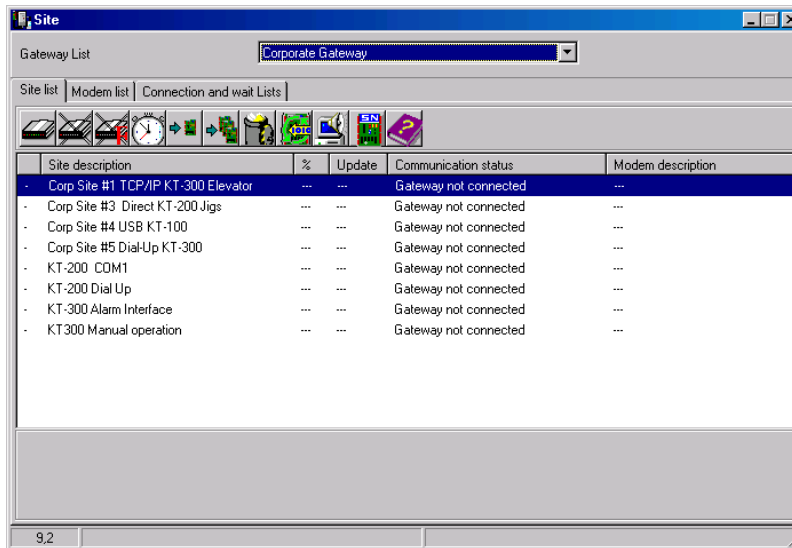 Site
Gateway List Corporate Gateway
Site list Modem list Connection and wait Lists
SN
1010
?
Site description % Update Communication status Modem description
- Corp Site #1 TCP/IP KT-300 Elevator --- --- Gateway not connected ---
- Corp Site #3 Direct KT-200 Jigs --- --- Gateway not connected ---
- Corp Site #4 USB KT-100 --- --- Gateway not connected ---
- Corp Site #5 Dial-Up KT-300 --- --- Gateway not connected ---
- KT-200 COM1 --- --- Gateway not connected ---
- KT-200 Dial Up --- --- Gateway not connected ---
- KT-300 Alarm Interface --- --- Gateway not connected ---
- KT300 Manual operation --- --- Gateway not connected ---
9,2